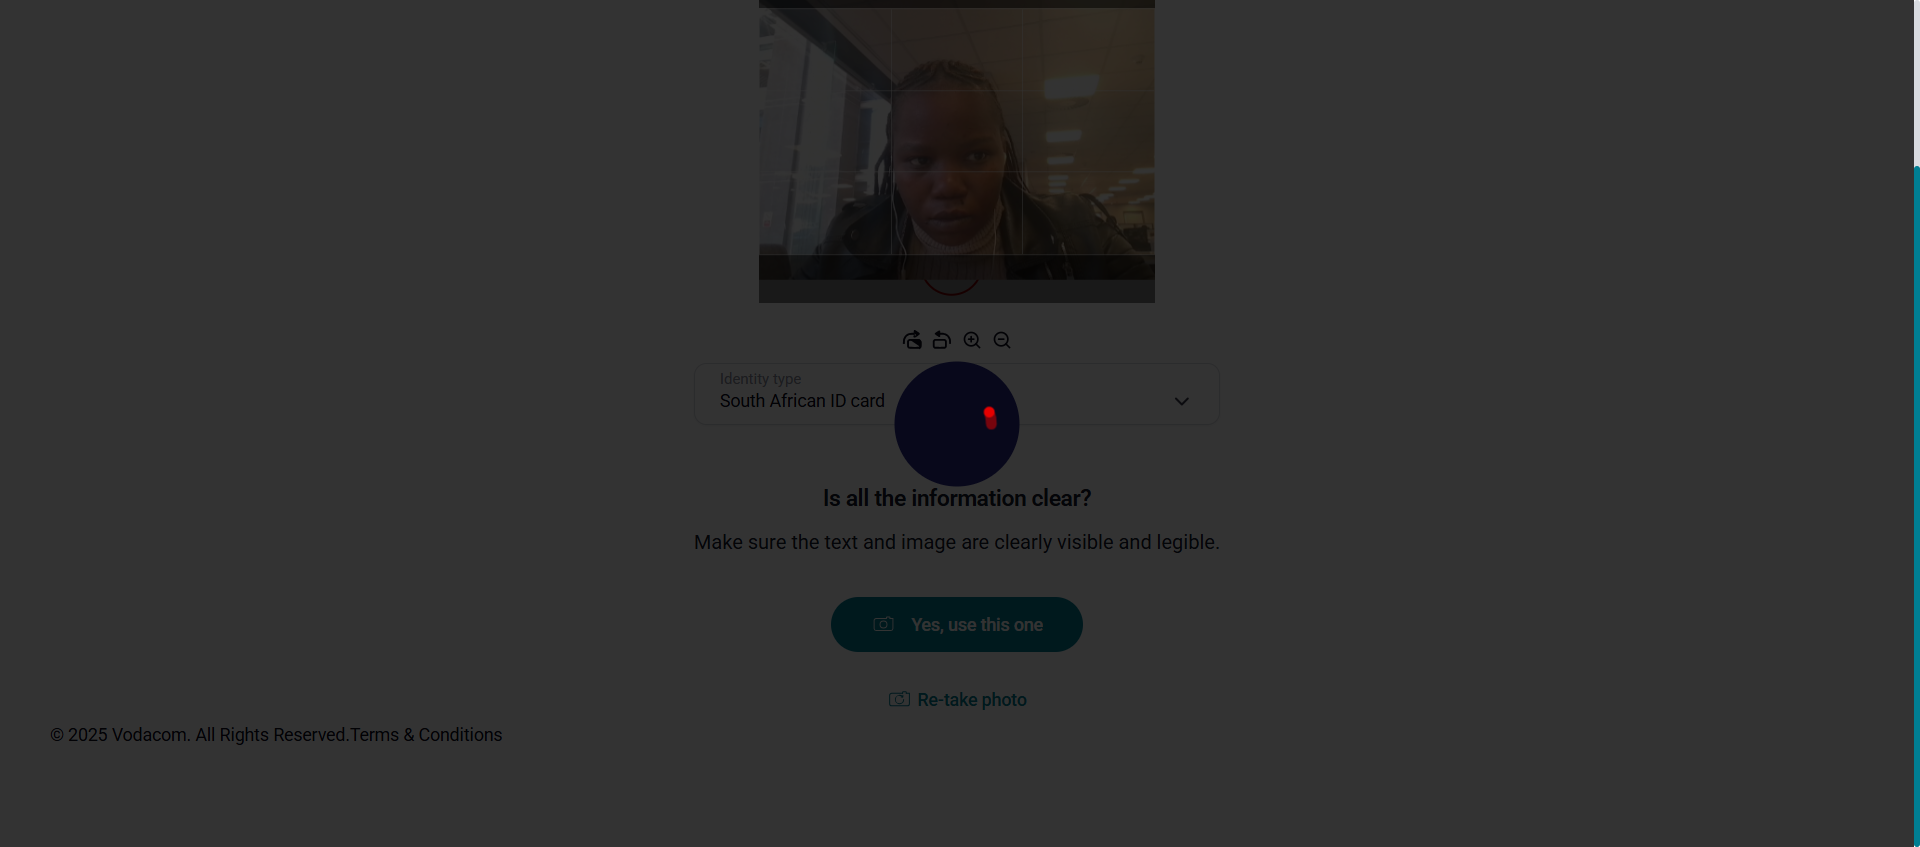 Identity type
South African ID card
Is all the information clear?
Make sure the text and image are clearly visible and legible.
Yes, use this one
Re-take photo
© 2025 Vodacom. All Rights Reserved.Terms & Conditions